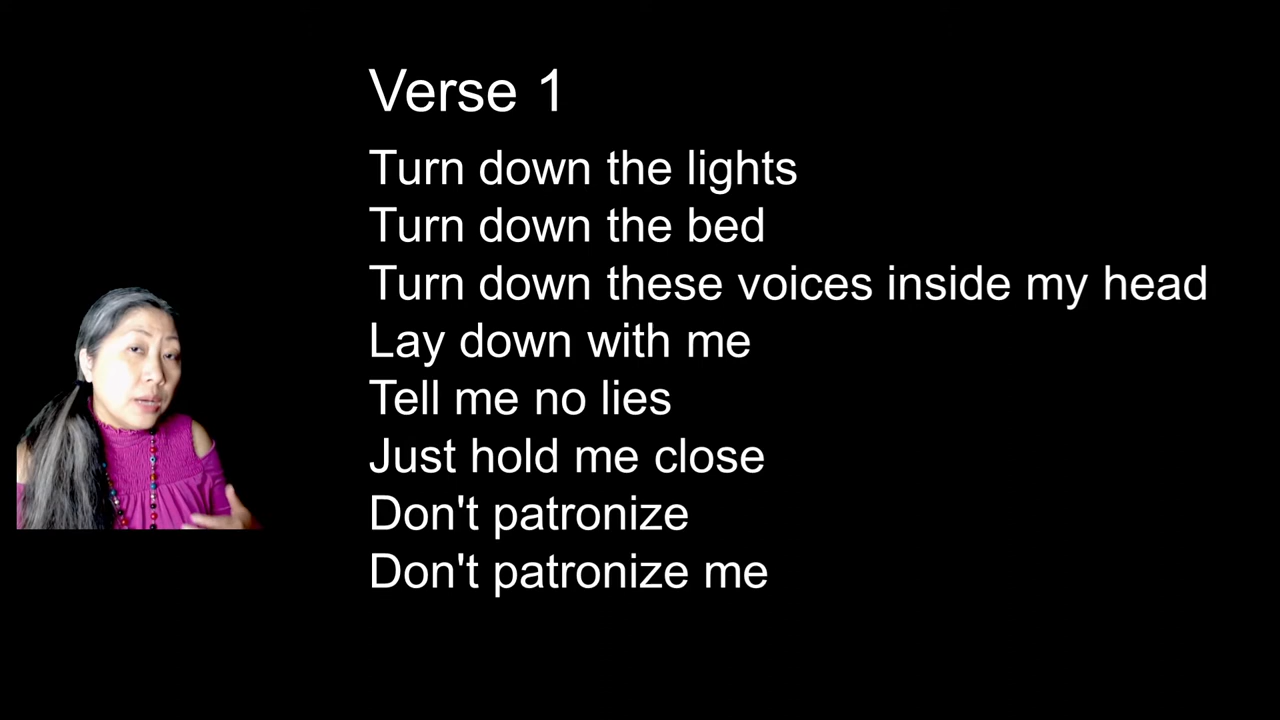 Verse 1
Turn down the lights
Turn down the bed
Turn down these voices inside my head
Lay down with me
Tell me no lies
Just hold me close
Don't patronize
Don't patronize me